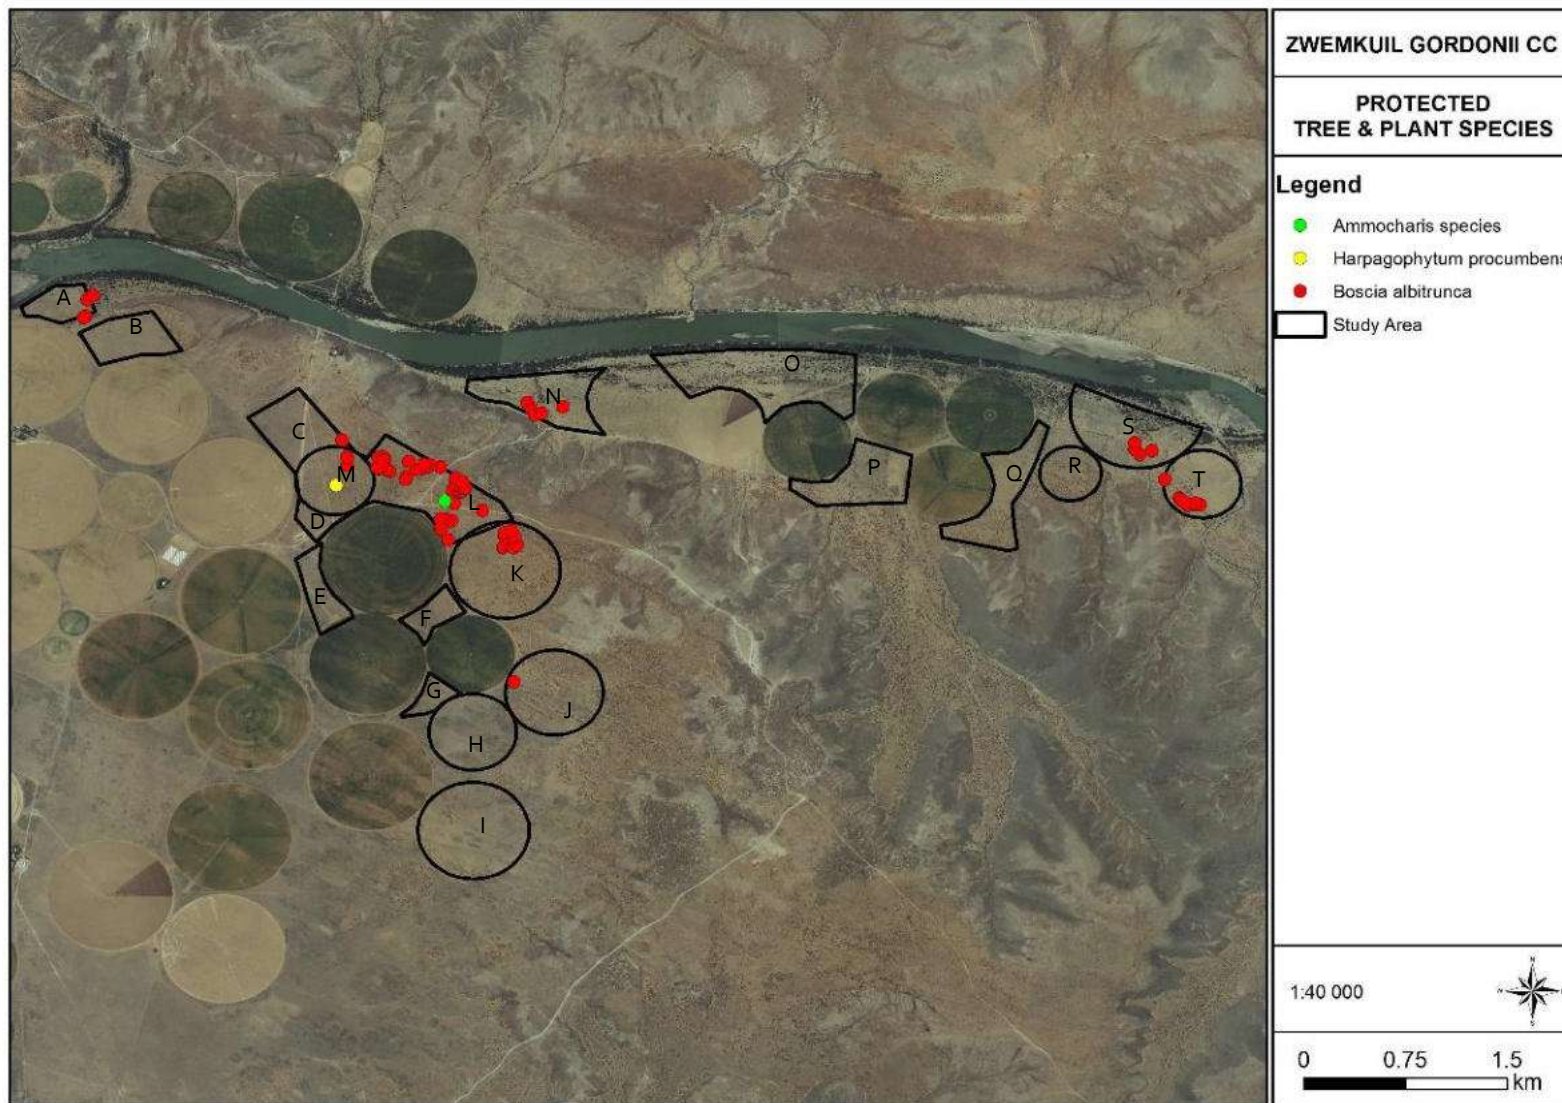 ZWEMKUIL GORDONII CC
PROTECTED
TREE & PLANT SPECIES
Legend
Ammocharis species
Harpagophytum procumbens
Boscia albitrunca
Study Area
1:40 000
N
S
0 0.75 1.5
km
A
B
C
D
E
F
G
H
I
J
K
L
M
N
O
P
Q
R
S
T